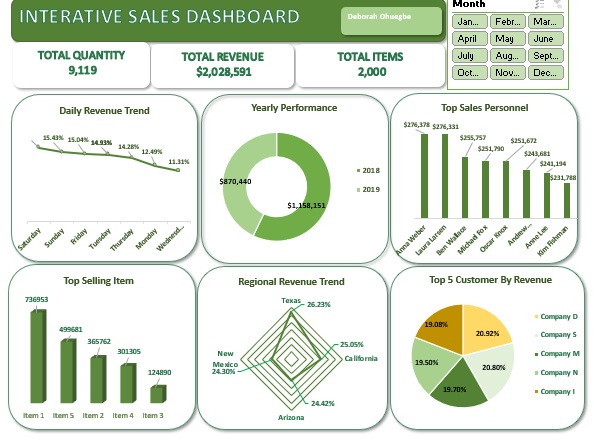 INTERATIVE SALES DASHBOARD
Deborah Ohaegbe
Month
Jan...
Febr...
Mar...
April
May
June
July
Aug...
Sept...
Oct...
Nov...
Dec...
TOTAL QUANTITY
9,119
TOTAL REVENUE
$2,028,591
TOTAL ITEMS
2,000
Daily Revenue Trend
15.43%
15.04%
14.93%
14.28%
12.49%
11.31%
Saturday
Sunday
Friday
Tuesday
Thursday
Monday
Wednesd...
Yearly Performance
$870,440
$1,158,151
2018
2019
Top Sales Personnel
$276,378
$276,331
$255,757
$251,790
$251,672
$243,681
$241,194
$231,788
Anna Weber
Laura Larsen
Ben Wallace
Michael Fox
Oscar Knox
Andrew...
Anne Lee
Kim Fishman
Top Selling Item
736953
499681
365762
301305
124890
Item 1
Item 5
Item 2
Item 4
Item 3
Regional Revenue Trend
Texas
26.23%
25.05%
California
New
Mexico
24.30%
24.42%
Arizona
Top 5 Customer By Revenue
19.08%
20.92%
19.50%
20.80%
19.70%
Company D
Company S
Company M
Company N
Company I